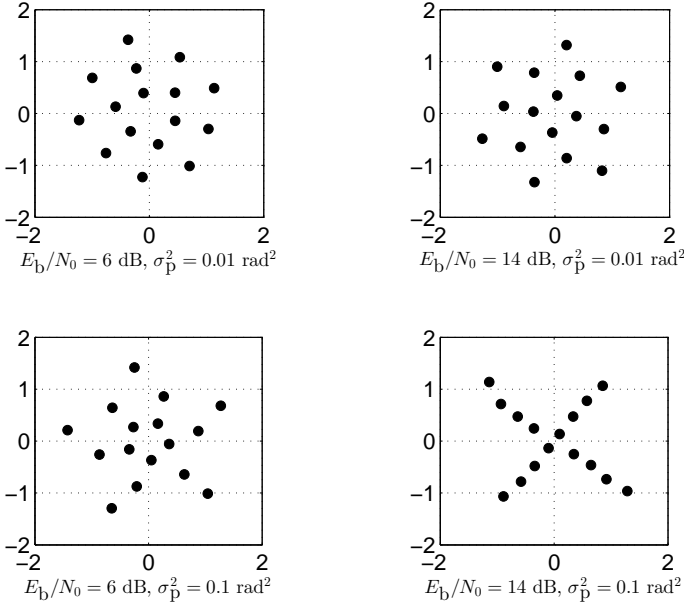 2
1
0
−1
−2
−2 0 2
E_b/N_0 = 6 dB, σ_p^2 = 0.01 rad^2
2
1
0
−1
−2
−2 0 2
E_b/N_0 = 14 dB, σ_p^2 = 0.01 rad^2
2
1
0
−1
−2
−2 0 2
E_b/N_0 = 6 dB, σ_p^2 = 0.1 rad^2
2
1
0
−1
−2
−2 0 2
E_b/N_0 = 14 dB, σ_p^2 = 0.1 rad^2